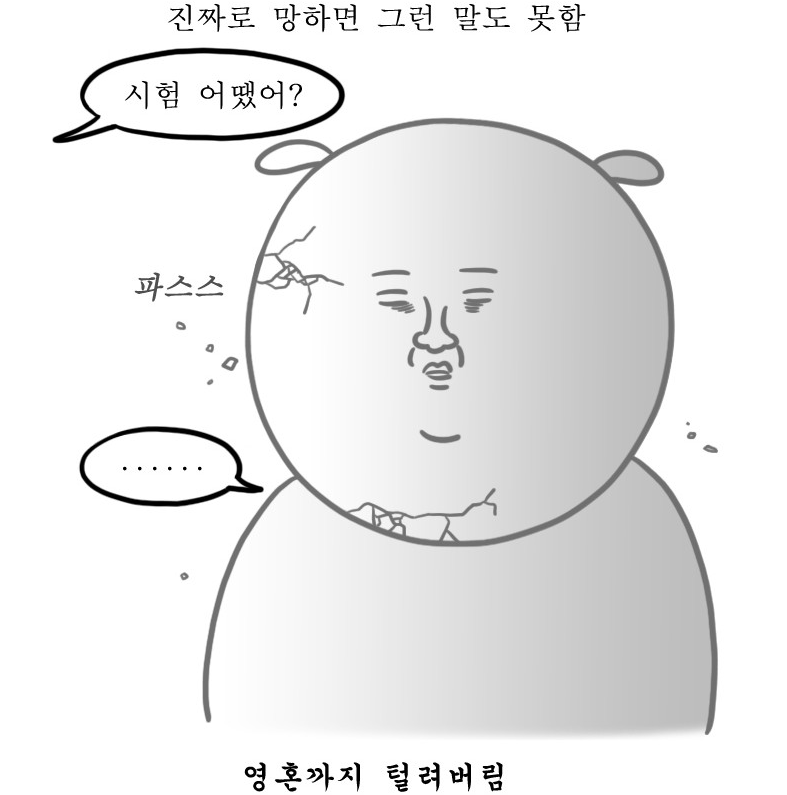 진짜로 망하면 그런 말도 못함
시험 어땠어?
파스스
......
영혼까지 털려버림